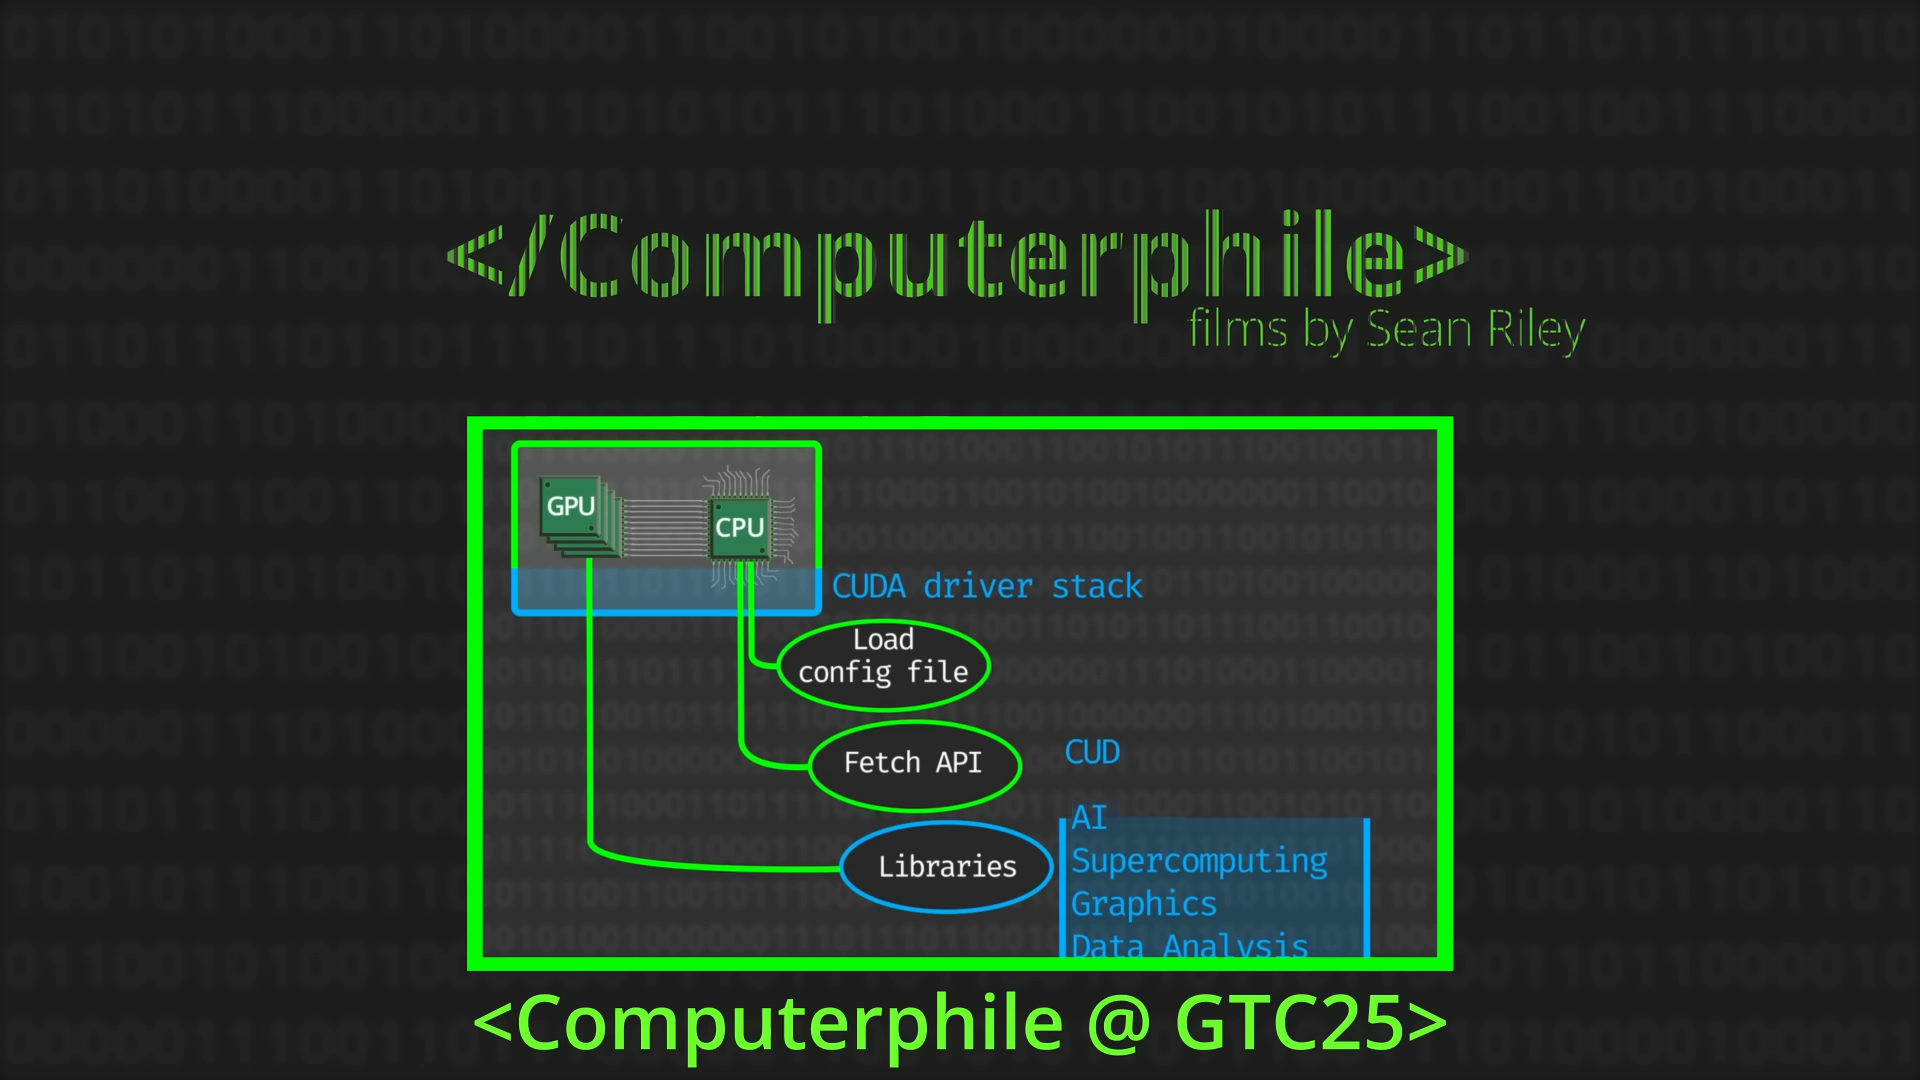 </Computerphile>
films by Sean Riley
GPU
CPU
CUDA driver stack
Load
config file
Fetch API
CUD
Libraries
AI
Supercomputing
Graphics
Data Analysis
<Computerphile @ GTC25>